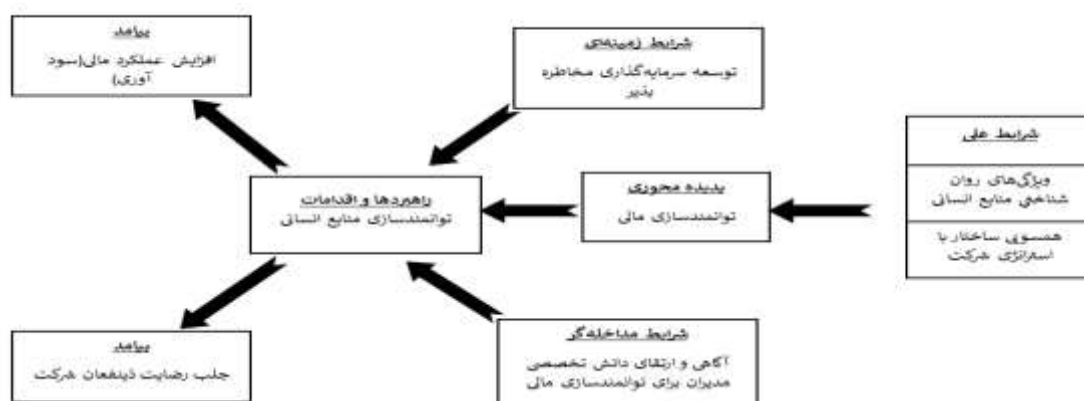 شرایط علی
ویژگی‌های روان
شناختی منابع انسانی
همسویی ساختار با
استراتژی شرکت
پدیده محوری
توانمندسازی مالی
شرایط زمینه‌ای
توسعه سرمایه‌گذاری مخاطره
پذیر
شرایط مداخله‌گر
آگاهی و ارتقای دانش تخصصی
مدیران برای توانمندسازی مالی
راهبردها و اقدامات
توانمندسازی منابع انسانی
پیامد
افزایش عملکرد مالی(سود
آوری)
پیامد
جلب رضایت ذینفعان شرکت